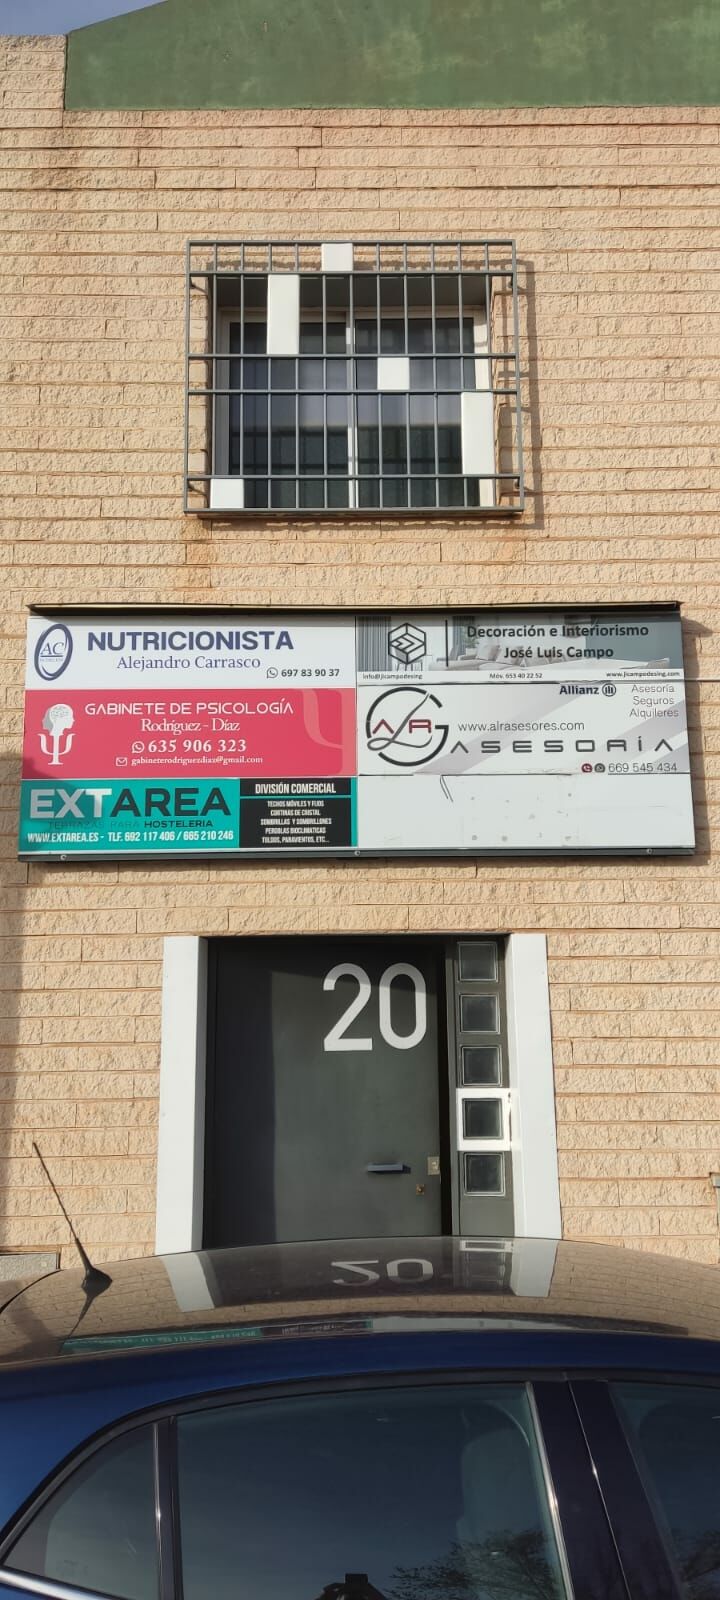 AC
NUTRICIONISTA
Alejandro Carrasco
697 83 90 37
Decoración e Interiorismo
José Luis Campo
info@jlcampodesing.com
Móv. 653 40 22 52
www.jlcampodesing.com
GABINETE DE PSICOLOGÍA
Rodríguez - Díaz
635 906 323
gabineterodriguezdiaz@gmail.com
Allianz
Asesoría
Seguros
Alquileres
ALR
www.alrasesores.com
ASESORÍA
669 545 434
EXTAREA
TERRAZAS PARA HOSTELERIA
WWW.EXTAREA.ES - TLF. 692 117 406 / 665 210 246
DIVISIÓN COMERCIAL
TECHOS MÓVILES Y FIJOS
CORTINAS DE CRISTAL
SOMBRILLAS Y SOMBRILLONES
PERGOLAS BIOCLIMATICAS
TOLDOS, PARAVIENTOS, ETC...
20